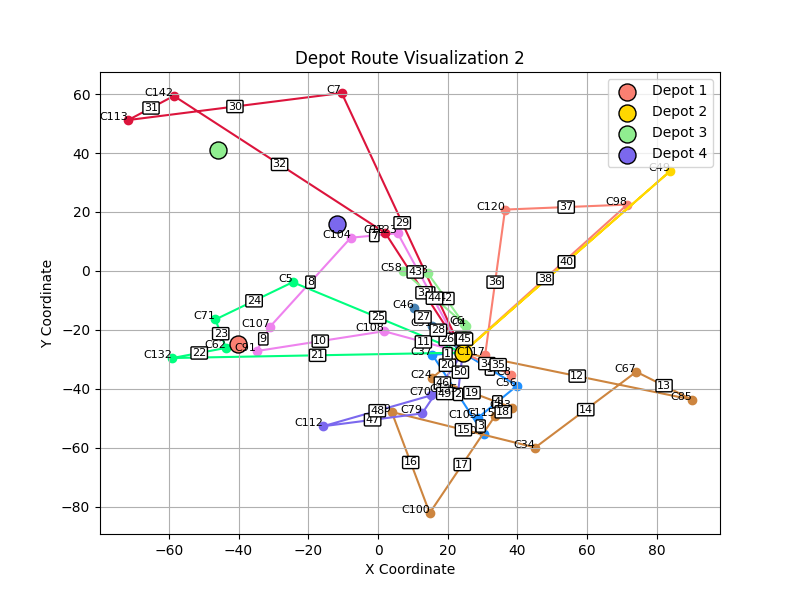 Depot Route Visualization 2
Depot 1
Depot 2
Depot 3
Depot 4
Y Coordinate
X Coordinate
60
40
20
0
−20
−40
−60
−80
−60
−40
−20
0
20
40
60
80
C142
C7
C113
31
30
32
C49
C120
37
C98
29
C104
7
C58
43
40
38
36
C5
8
24
C46
44
C71
25
27
C107
23
28
9
C62
C91
10
C108
11
26
45
C132
22
21
C37
1
C117
35
12
C67
13
C85
C24
20
50
C56
46
C70
49
2
19
14
48
C79
C112
47
C105
18
3
15
C34
16
17
C100